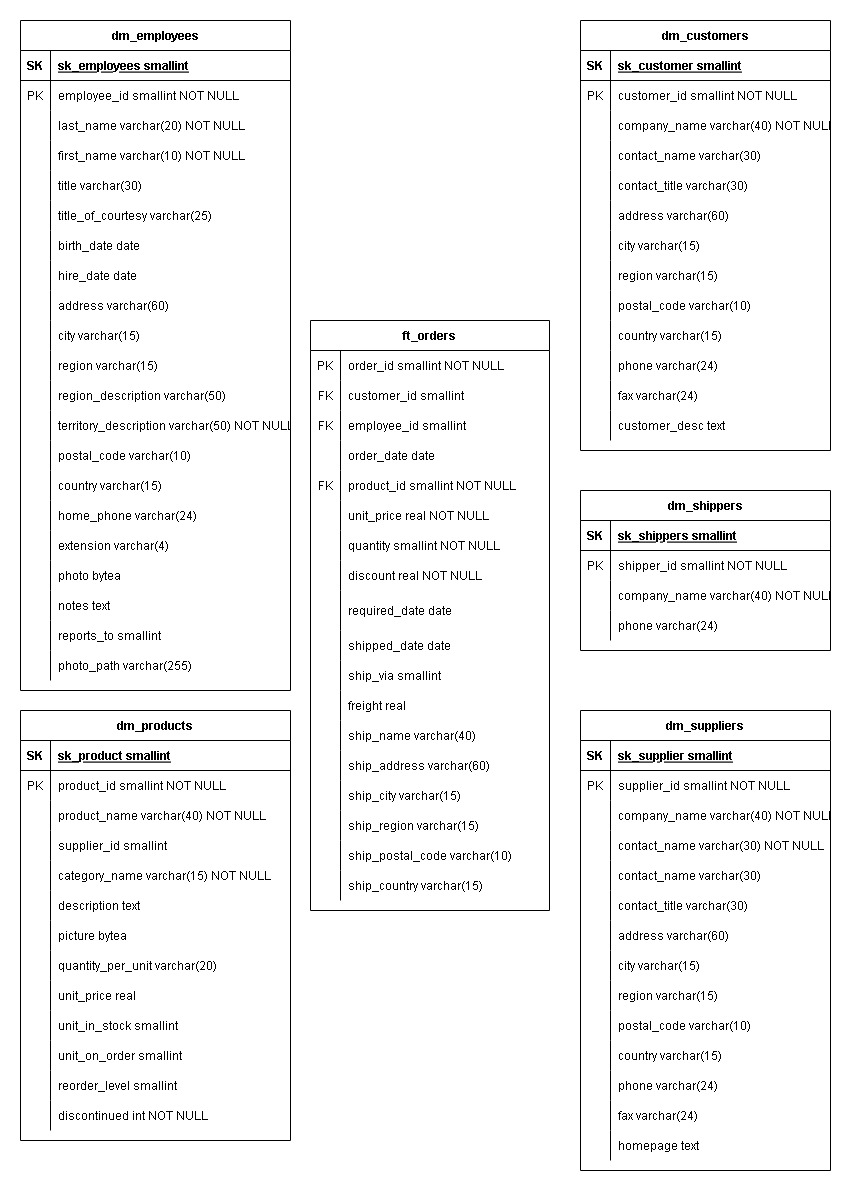 dm_employees
SK sk_employees smallint
PK employee_id smallint NOT NULL
last_name varchar(20) NOT NULL
first_name varchar(10) NOT NULL
title varchar(30)
title_of_courtesy varchar(25)
birth_date date
hire_date date
address varchar(60)
city varchar(15)
region varchar(15)
region_description varchar(50)
territory_description varchar(50) NOT NULL
postal_code varchar(10)
country varchar(15)
home_phone varchar(24)
extension varchar(4)
photo bytea
notes text
reports_to smallint
photo_path varchar(255)
dm_products
SK sk_product smallint
PK product_id smallint NOT NULL
product_name varchar(40) NOT NULL
supplier_id smallint
category_name varchar(15) NOT NULL
description text
picture bytea
quantity_per_unit varchar(20)
unit_price real
unit_in_stock smallint
unit_on_order smallint
reorder_level smallint
discontinued int NOT NULL
ft_orders
PK order_id smallint NOT NULL
FK customer_id smallint
FK employee_id smallint
order_date date
FK product_id smallint NOT NULL
unit_price real NOT NULL
quantity smallint NOT NULL
discount real NOT NULL
required_date date
shipped_date date
ship_via smallint
freight real
ship_name varchar(40)
ship_address varchar(60)
ship_city varchar(15)
ship_region varchar(15)
ship_postal_code varchar(10)
ship_country varchar(15)
dm_customers
SK sk_customer smallint
PK customer_id smallint NOT NULL
company_name varchar(40) NOT NULL
contact_name varchar(30)
contact_title varchar(30)
address varchar(60)
city varchar(15)
region varchar(15)
postal_code varchar(10)
country varchar(15)
phone varchar(24)
fax varchar(24)
customer_desc text
dm_shippers
SK sk_shippers smallint
PK shipper_id smallint NOT NULL
company_name varchar(40) NOT NULL
phone varchar(24)
dm_suppliers
SK sk_supplier smallint
PK supplier_id smallint NOT NULL
company_name varchar(40) NOT NULL
contact_name varchar(30) NOT NULL
contact_name varchar(30)
contact_title varchar(30)
address varchar(60)
city varchar(15)
region varchar(15)
postal_code varchar(10)
country varchar(15)
phone varchar(24)
fax varchar(24)
homepage text